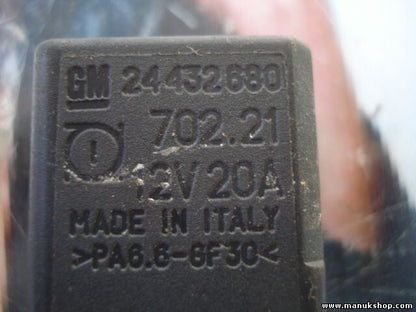 GM 24432680
702.21
12V 20A
MADE IN ITALY
>PA6.6-GF30<
www.manukshop.com